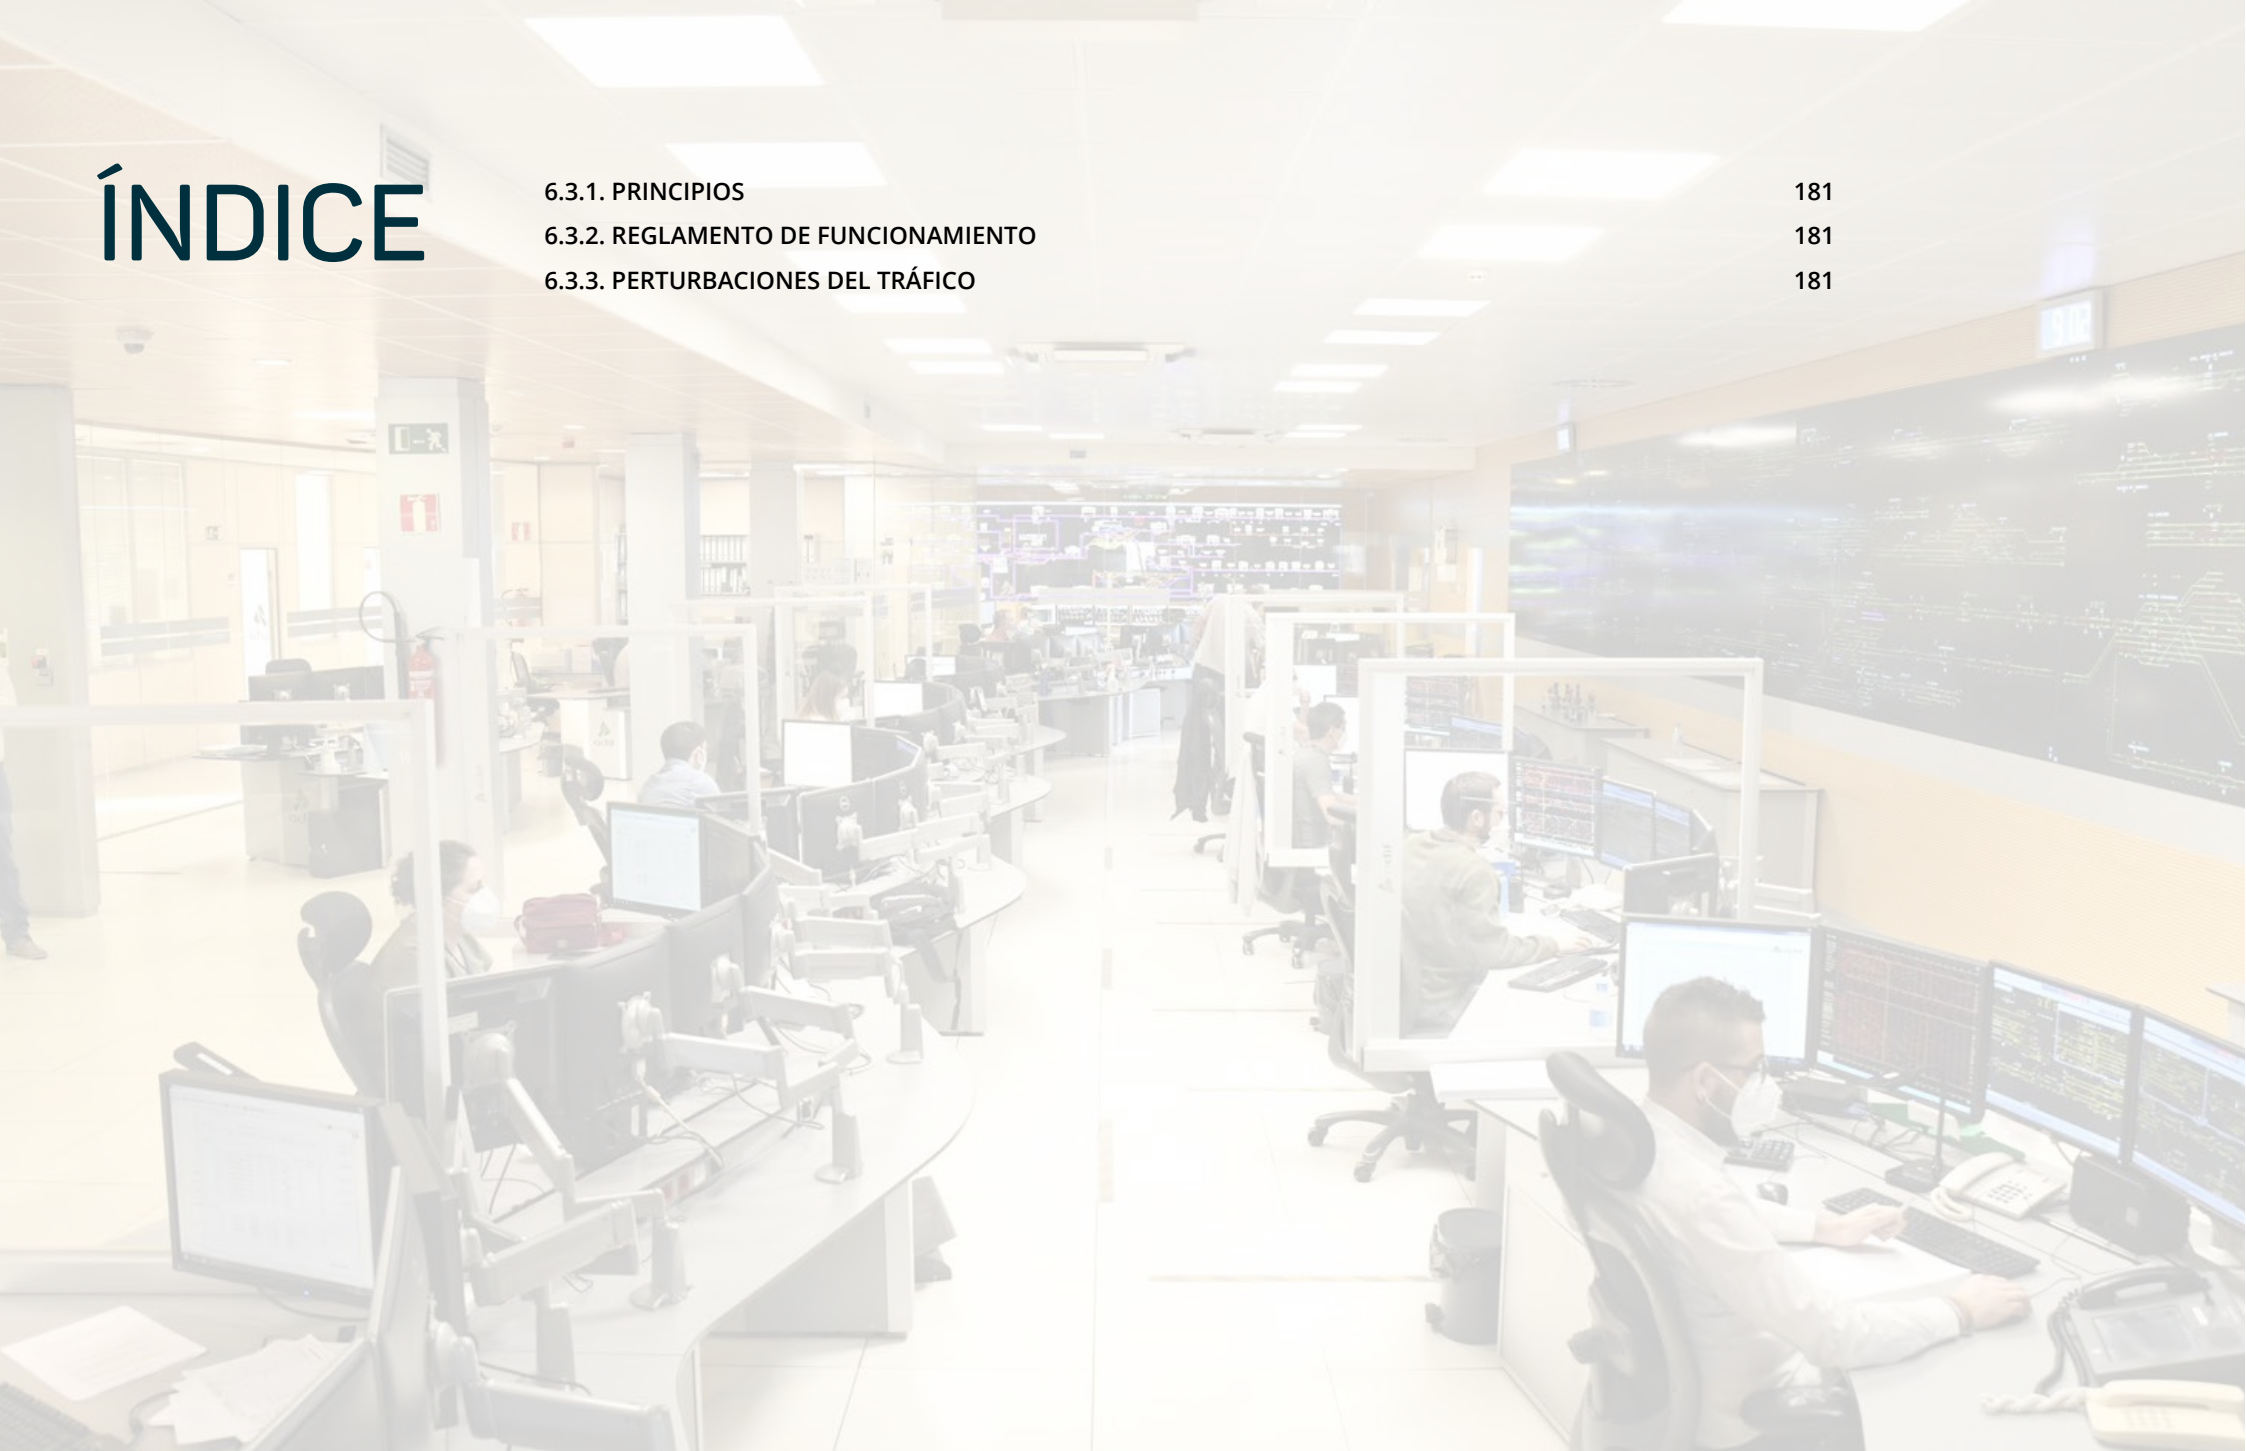 ÍNDICE
6.3.1. PRINCIPIOS 181
6.3.2. REGLAMENTO DE FUNCIONAMIENTO 181
6.3.3. PERTURBACIONES DEL TRÁFICO 181